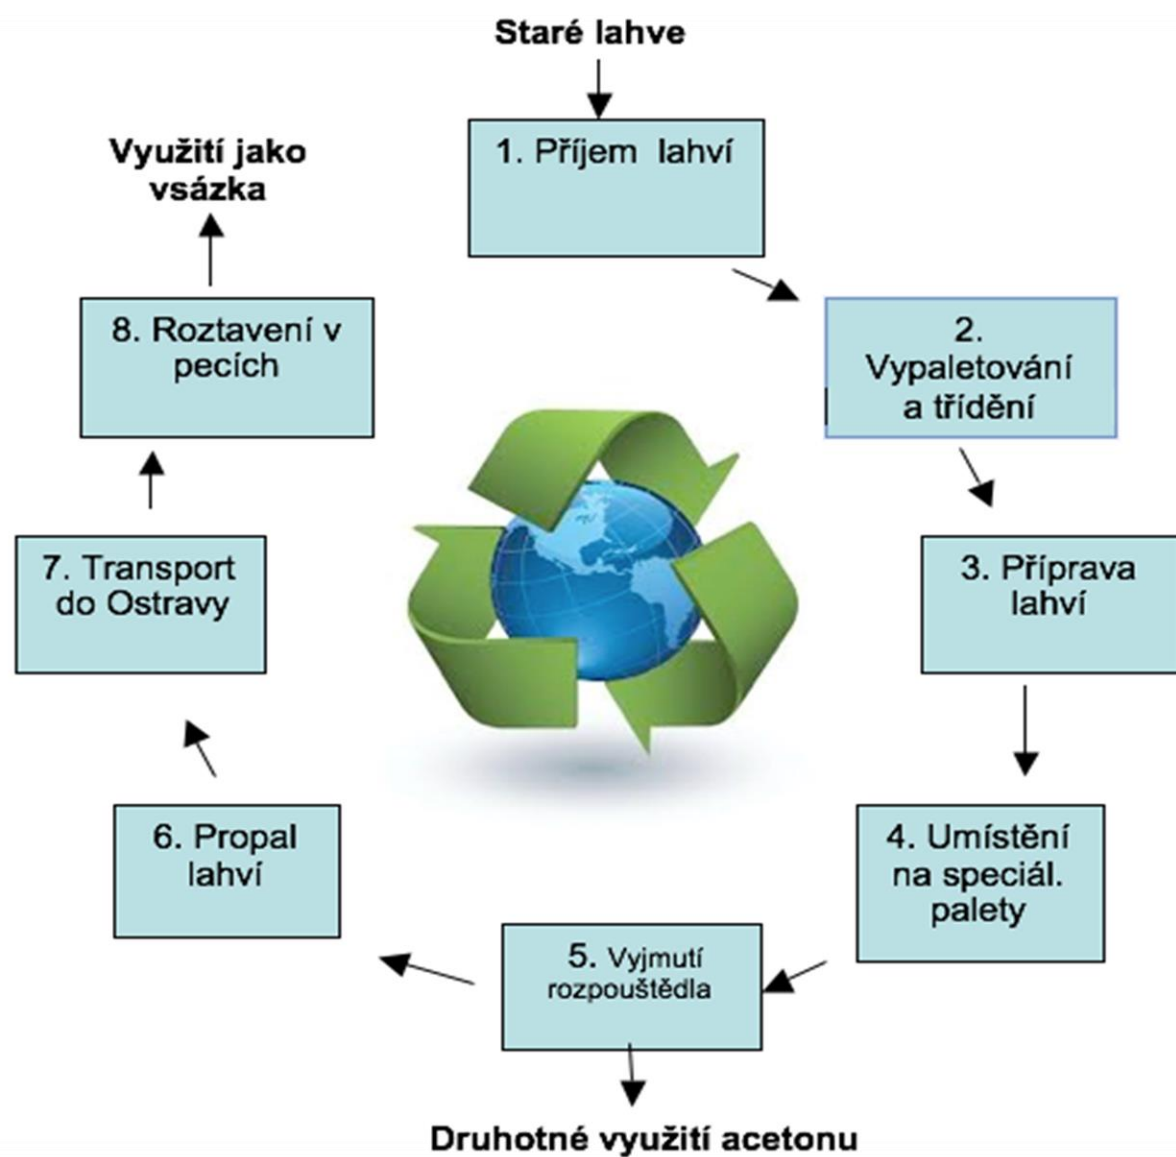 Staré lahve
1. Příjem lahví
2.
Vypaletování
a třídění
3. Příprava
lahví
4. Umístění
na speciál.
palety
5. Vyjmutí
rozpouštědla
Druhotné využití acetonu
6. Propal
lahví
7. Transport
do Ostravy
8. Roztavení v
pecích
Využití jako
vsázka